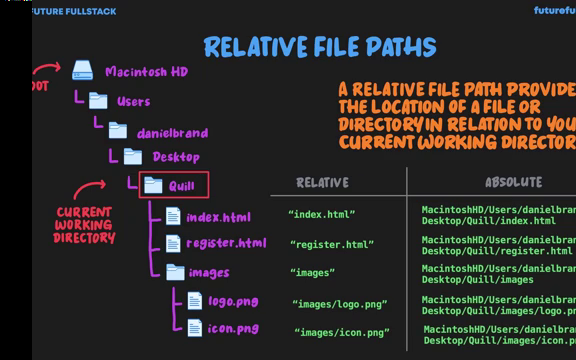 FUTURE FULLSTACK
futurefu
RELATIVE FILE PATHS
OOT
Macintosh HD
Users
danielbrand
Desktop
Quill
CURRENT
WORKING
DIRECTORY
index.html
register.html
images
logo.png
icon.png
A RELATIVE FILE PATH PROVIDE
THE LOCATION OF A FILE OR
DIRECTORY IN RELATION TO YOU
CURRENT WORKING DIRECTOR
RELATIVE
ABSOLUTE
"index.html"
MacintoshHD/Users/danielbran
Desktop/Quill/index.html
"register.html"
MacintoshHD/Users/danielbran
Desktop/Quill/register.html
"images"
MacintoshHD/Users/danielbran
Desktop/Quill/images
"images/logo.png"
MacintoshHD/Users/danielbran
Desktop/Quill/images/logo.pn
"images/icon.png"
MacintoshHD/Users/danielbran
Desktop/Quill/images/icon.pn